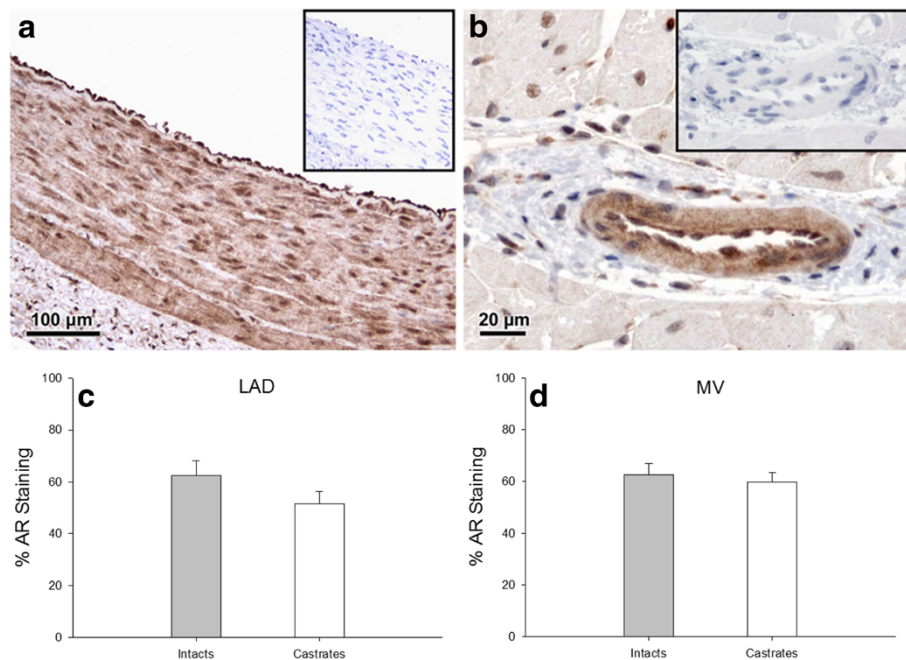 a
b
100 µm
20 µm
c
LAD
% AR Staining
100
80
60
40
20
0
Intacts
Castrates
d
MV
% AR Staining
100
80
60
40
20
0
Intacts
Castrates